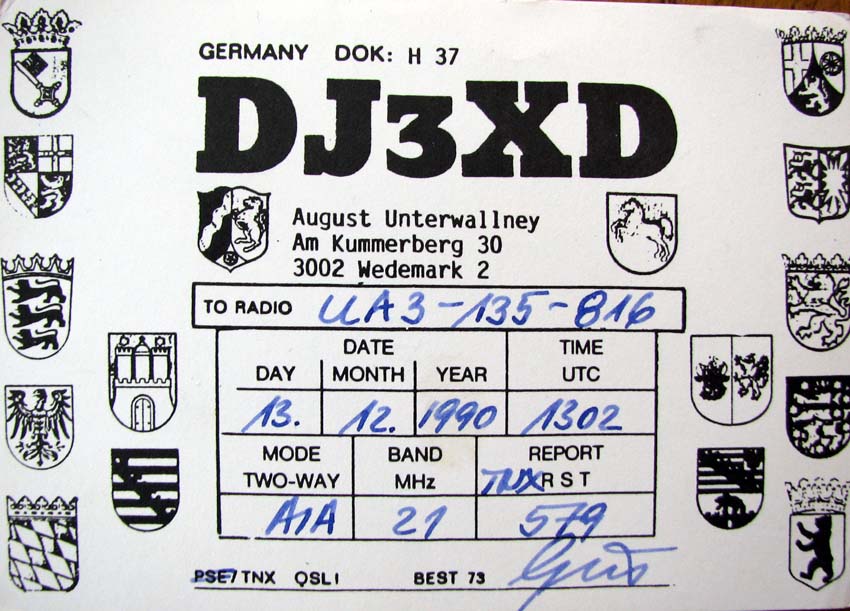 GERMANY DOK: H 37
DJ3XD
August Unterwallney
Am Kummerberg 30
3002 Wedemark 2
TO RADIO UA3-135-816
DATE TIME
DAY MONTH YEAR UTC
13. 12. 1990 1302
MODE BAND REPORT
TWO-WAY MHz TNX R S T
A1A 21 579
PSE/TNX QSL! BEST 73